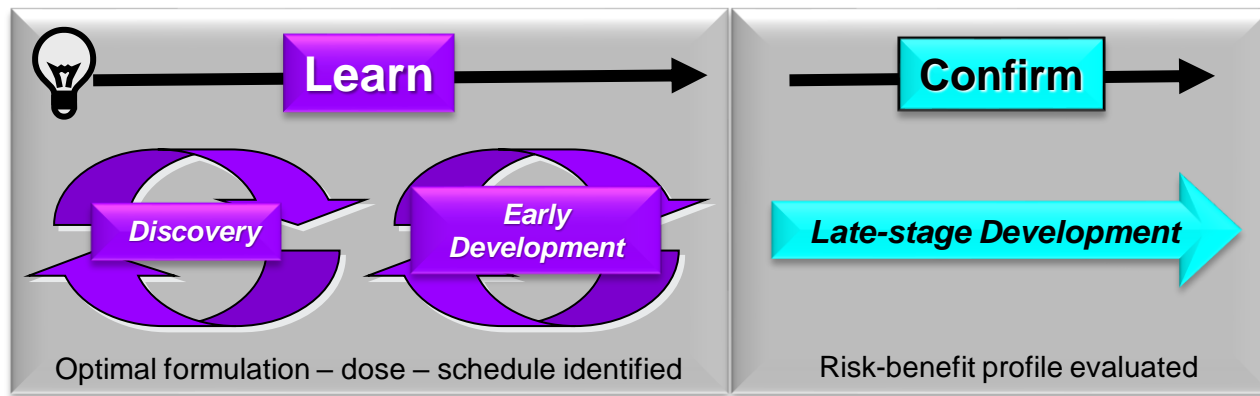 Learn
Confirm
Discovery
Early
Development
Late-stage Development
Optimal formulation – dose – schedule identified
Risk-benefit profile evaluated